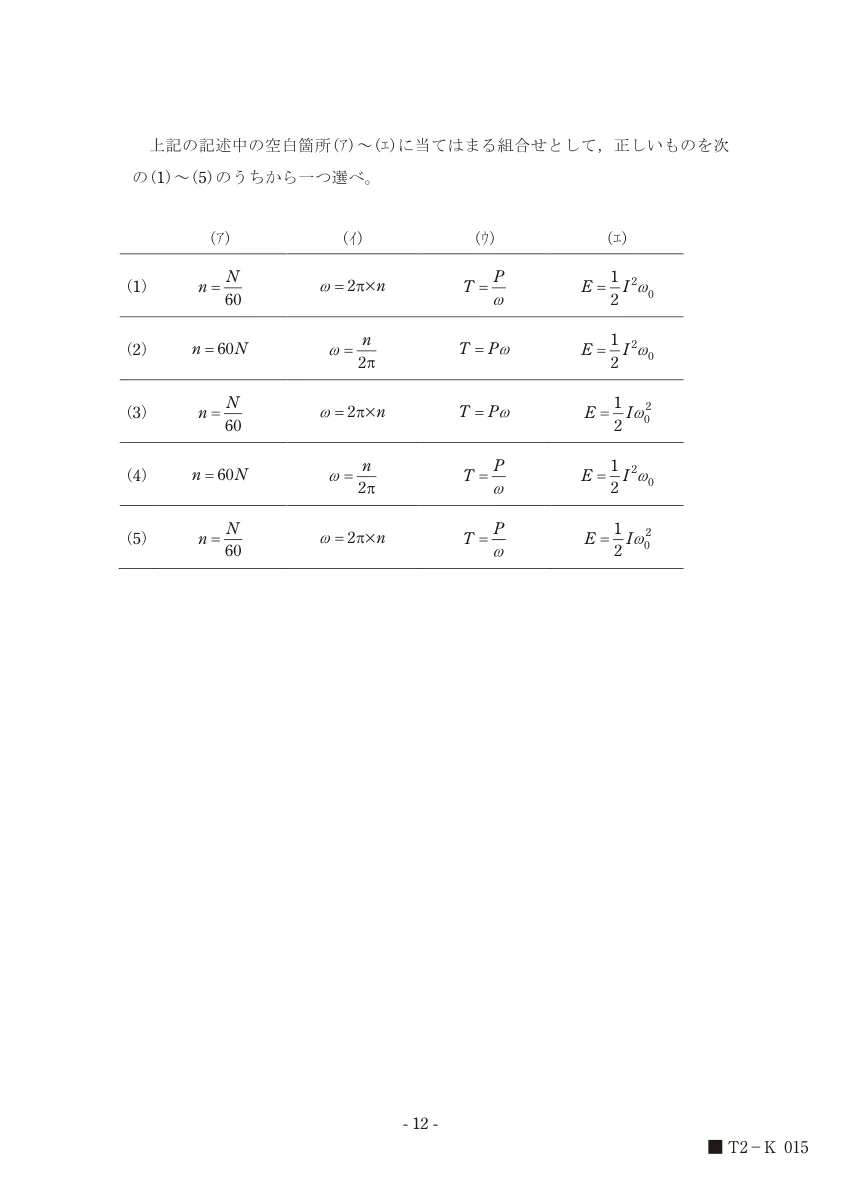 上記の記述中の空白箇所(ｱ)～(ｴ)に当てはまる組合せとして，正しいものを次
の(1)～(5)のうちから一つ選べ。
(ｱ) (ｲ) (ｳ) (ｴ)
(1) n = N/60 ω = 2π×n T = P/ω E = 1/2 I²ω₀
(2) n = 60N ω = n/2π T = Pω E = 1/2 I²ω₀
(3) n = N/60 ω = 2π×n T = Pω E = 1/2 Iω₀²
(4) n = 60N ω = n/2π T = P/ω E = 1/2 I²ω₀
(5) n = N/60 ω = 2π×n T = P/ω E = 1/2 Iω₀²
- 12 -
■ T2－K 015